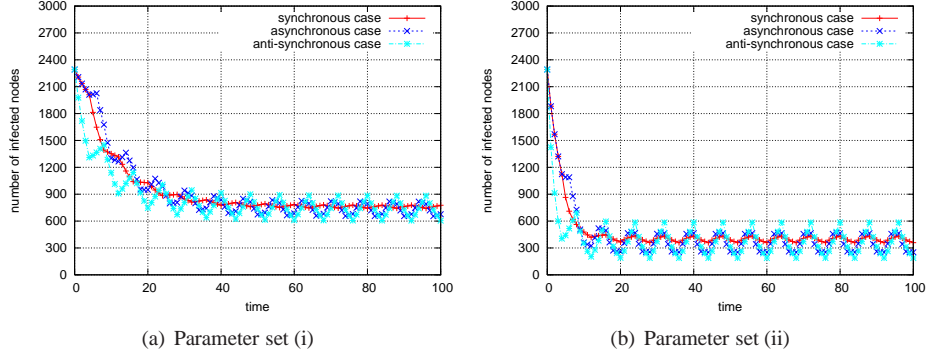 3000
2700
2400
2100
1800
1500
1200
900
600
300
0
number of infected nodes
synchronous case
asynchronous case
anti-synchronous case
0 20 40 60 80 100
time
(a) Parameter set (i)
3000
2700
2400
2100
1800
1500
1200
900
600
300
0
number of infected nodes
synchronous case
asynchronous case
anti-synchronous case
0 20 40 60 80 100
time
(b) Parameter set (ii)